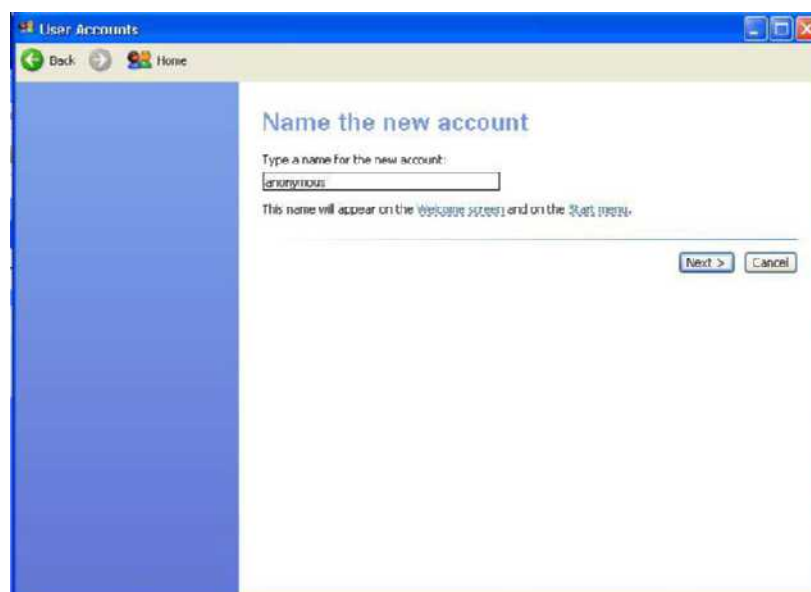 User Accounts
Back Home
Name the new account
Type a name for the new account:
anonymous
This name will appear on the Welcome screen and on the Start menu.
Next > Cancel